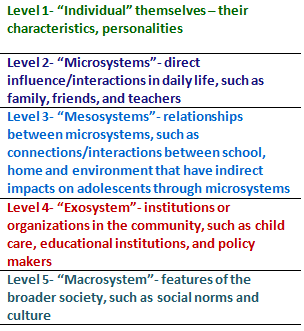 Level 1- “Individual” themselves – their
characteristics, personalities
Level 2- “Microsystems”- direct
influence/interactions in daily life, such as
family, friends, and teachers
Level 3- “Mesosystems”- relationships
between microsystems, such as
connections/interactions between school,
home and environment that have indirect
impacts on adolescents through microsystems
Level 4- “Exosystem”- institutions or
organizations in the community, such as child
care, educational institutions, and policy
makers
Level 5- “Macrosystem”- features of the
broader society, such as social norms and
culture